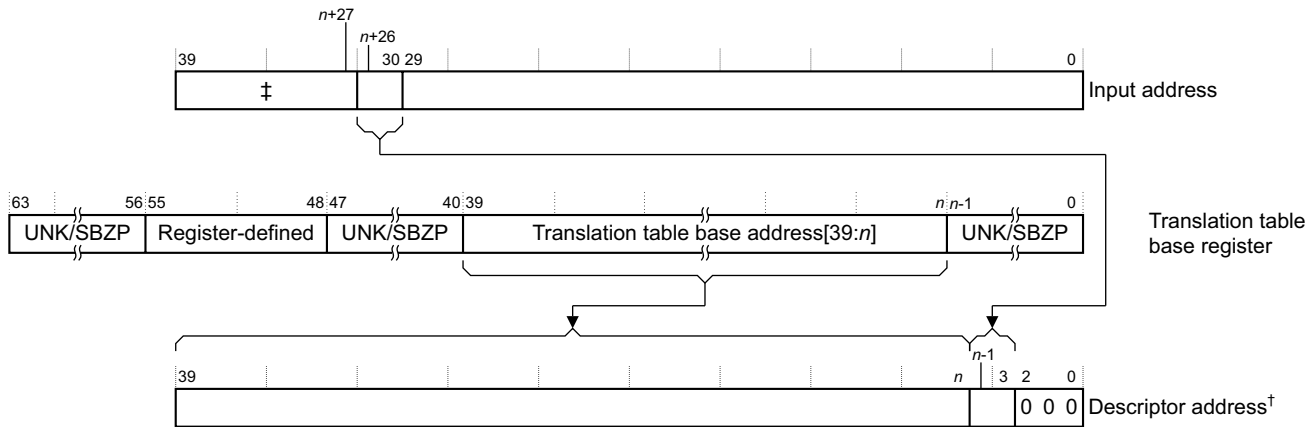 n+27
n+26
39 30 29 0
‡
Input address
63 56 55 48 47 40 39 n n-1 0
UNK/SBZP Register-defined UNK/SBZP Translation table base address[39:n] UNK/SBZP
Translation table
base register
n-1
39 n 3 2 0
0 0 0
Descriptor address†